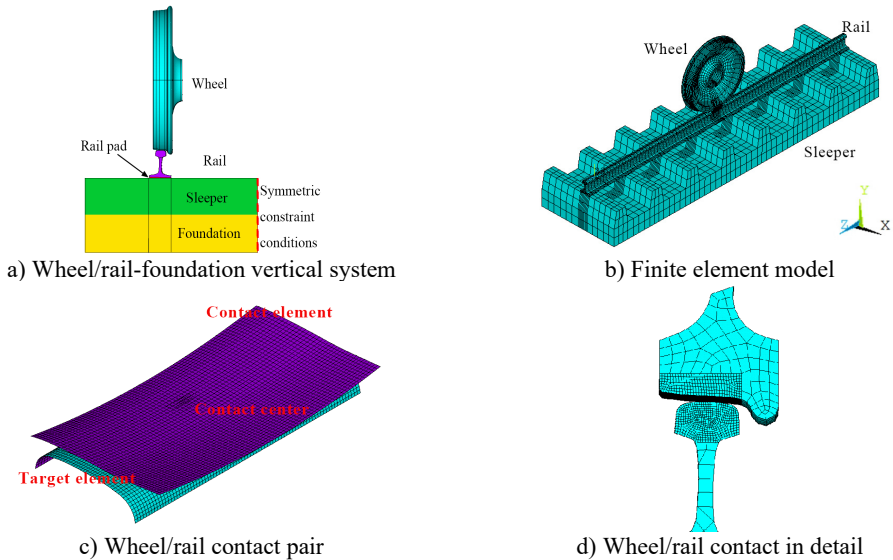 Wheel
Rail pad
Rail
Sleeper
Symmetric
constraint
Foundation
conditions
a) Wheel/rail-foundation vertical system
Rail
Wheel
Sleeper
Y
Z
X
b) Finite element model
Contact element
Contact center
Target element
c) Wheel/rail contact pair
d) Wheel/rail contact in detail